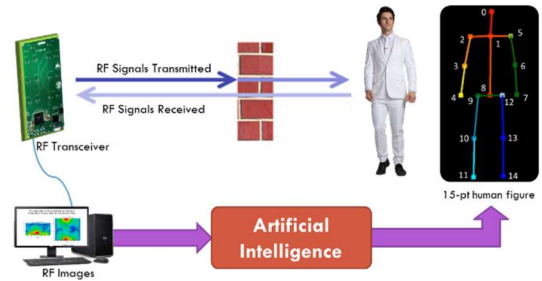 RF Signals Transmitted
RF Signals Received
RF Transceiver
RF Images
Artificial
Intelligence
0
1
2
5
3
6
4
9
8
12
7
10
13
11
14
15-pt human figure